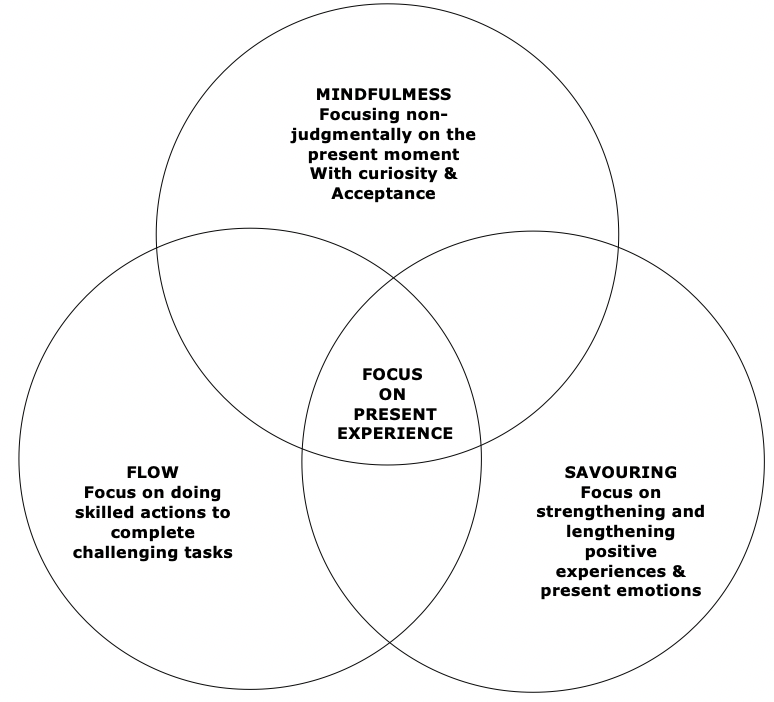 MINDFULMESS
Focusing non-
judgmentally on the
present moment
With curiosity &
Acceptance
FOCUS
ON
PRESENT
EXPERIENCE
FLOW
Focus on doing
skilled actions to
complete
challenging tasks
SAVOURING
Focus on
strengthening and
lengthening
positive
experiences &
present emotions